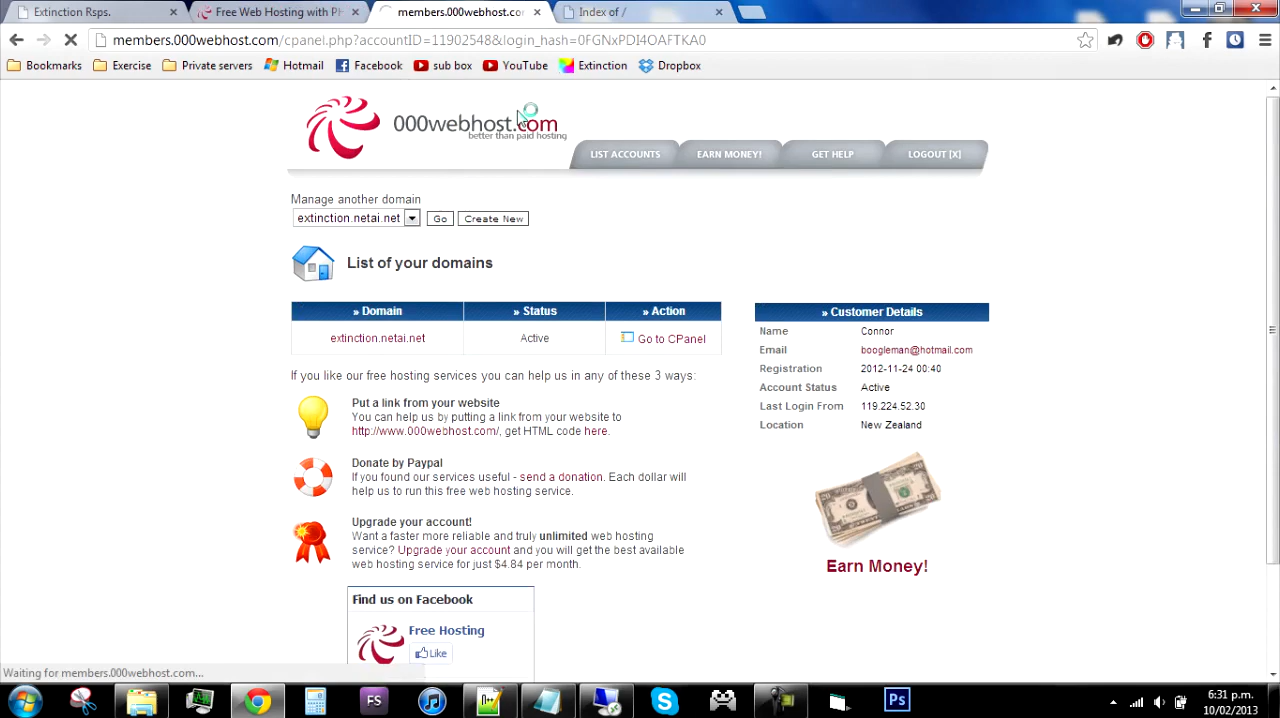 Extinction Rsps.
Free Web Hosting with PH
members.000webhost.co
Index of /
members.000webhost.com/cpanel.php?accountID=11902548&login_hash=0FGNxPDI4OAFTKA0
Bookmarks
Exercise
Private servers
Hotmail
Facebook
sub box
YouTube
Extinction
Dropbox
000webhost.com
better than paid hosting
LIST ACCOUNTS
EARN MONEY!
GET HELP
LOGOUT [X]
Manage another domain
extinction.netai.net
Go
Create New
List of your domains
» Domain
» Status
» Action
extinction.netai.net
Active
Go to CPanel
» Customer Details
Name Connor
Email boogleman@hotmail.com
Registration 2012-11-24 00:40
Account Status Active
Last Login From 119.224.52.30
Location New Zealand
If you like our free hosting services you can help us in any of these 3 ways:
Put a link from your website
You can help us by putting a link from your website to
http://www.000webhost.com/, get HTML code here.
Donate by Paypal
If you found our services useful - send a donation. Each dollar will
help us to run this free web hosting service.
Upgrade your account!
Want a faster more reliable and truly unlimited web hosting
service? Upgrade your account and you will get the best available
web hosting service for just $4.84 per month.
Earn Money!
Find us on Facebook
Free Hosting
Like
Waiting for members.000webhost.com...
FS
Ps
6:31 p.m.
10/02/2013